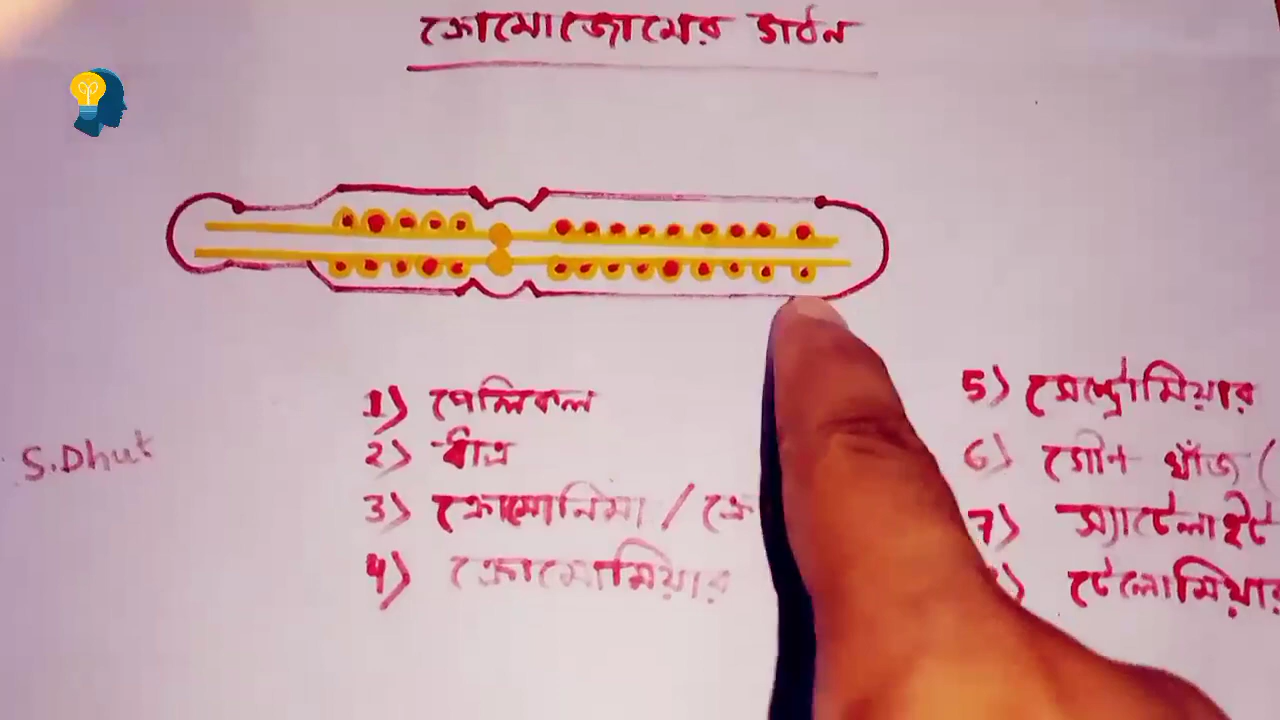 ক্রোমোজোমের গঠন
1) পেলিকল
2) ধাত্র
3) ক্রোমোনিমা / ক্রো
4) ক্রোমোমিয়ার
S.Dhut
5) সেন্ট্রোমিয়ার
6) গৌণ খাঁজ (
7) স্যাটেলাইট
) টেলোমিয়ার